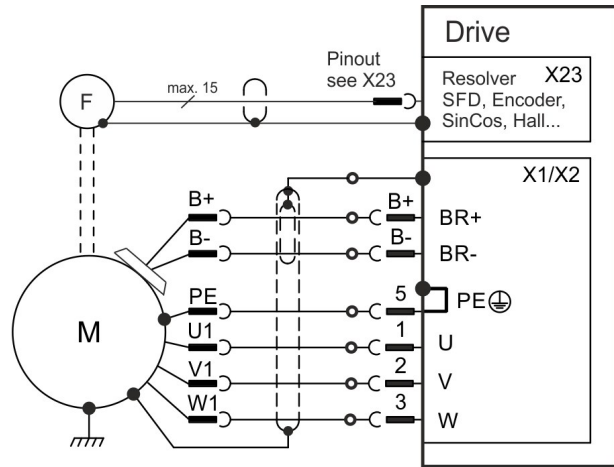 Drive
Pinout
see X23
X23
Resolver
SFD, Encoder,
SinCos, Hall...
F
max. 15
X1/X2
B+
B+
BR+
B-
B-
BR-
PE
5
PE
M
U1
1
U
V1
2
V
W1
3
W